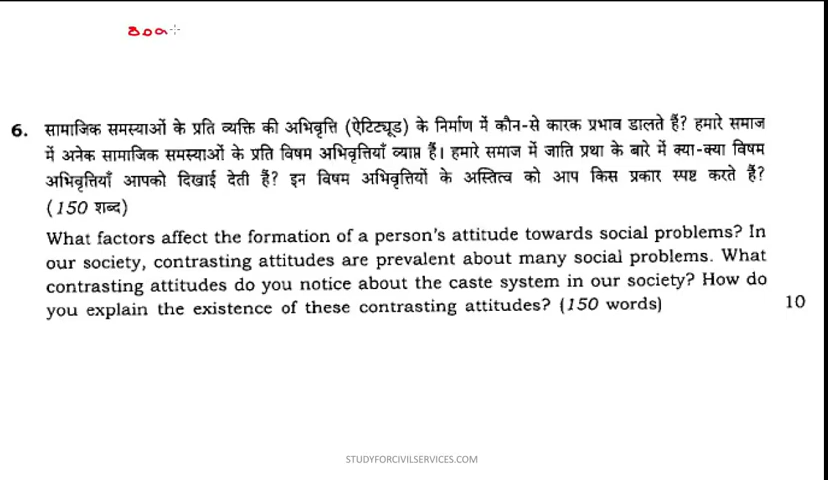 6. सामाजिक समस्याओं के प्रति व्यक्ति की अभिवृत्ति (ऐटिट्यूड) के निर्माण में कौन-से कारक प्रभाव डालते हैं? हमारे समाज
में अनेक सामाजिक समस्याओं के प्रति विषम अभिवृत्तियाँ व्याप्त हैं। हमारे समाज में जाति प्रथा के बारे में क्या-क्या विषम
अभिवृत्तियाँ आपको दिखाई देती हैं? इन विषम अभिवृत्तियों के अस्तित्व को आप किस प्रकार स्पष्ट करते हैं?
(150 शब्द)
What factors affect the formation of a person's attitude towards social problems? In
our society, contrasting attitudes are prevalent about many social problems. What
contrasting attitudes do you notice about the caste system in our society? How do
you explain the existence of these contrasting attitudes? (150 words) 10
STUDYFORCIVILSERVICES.COM